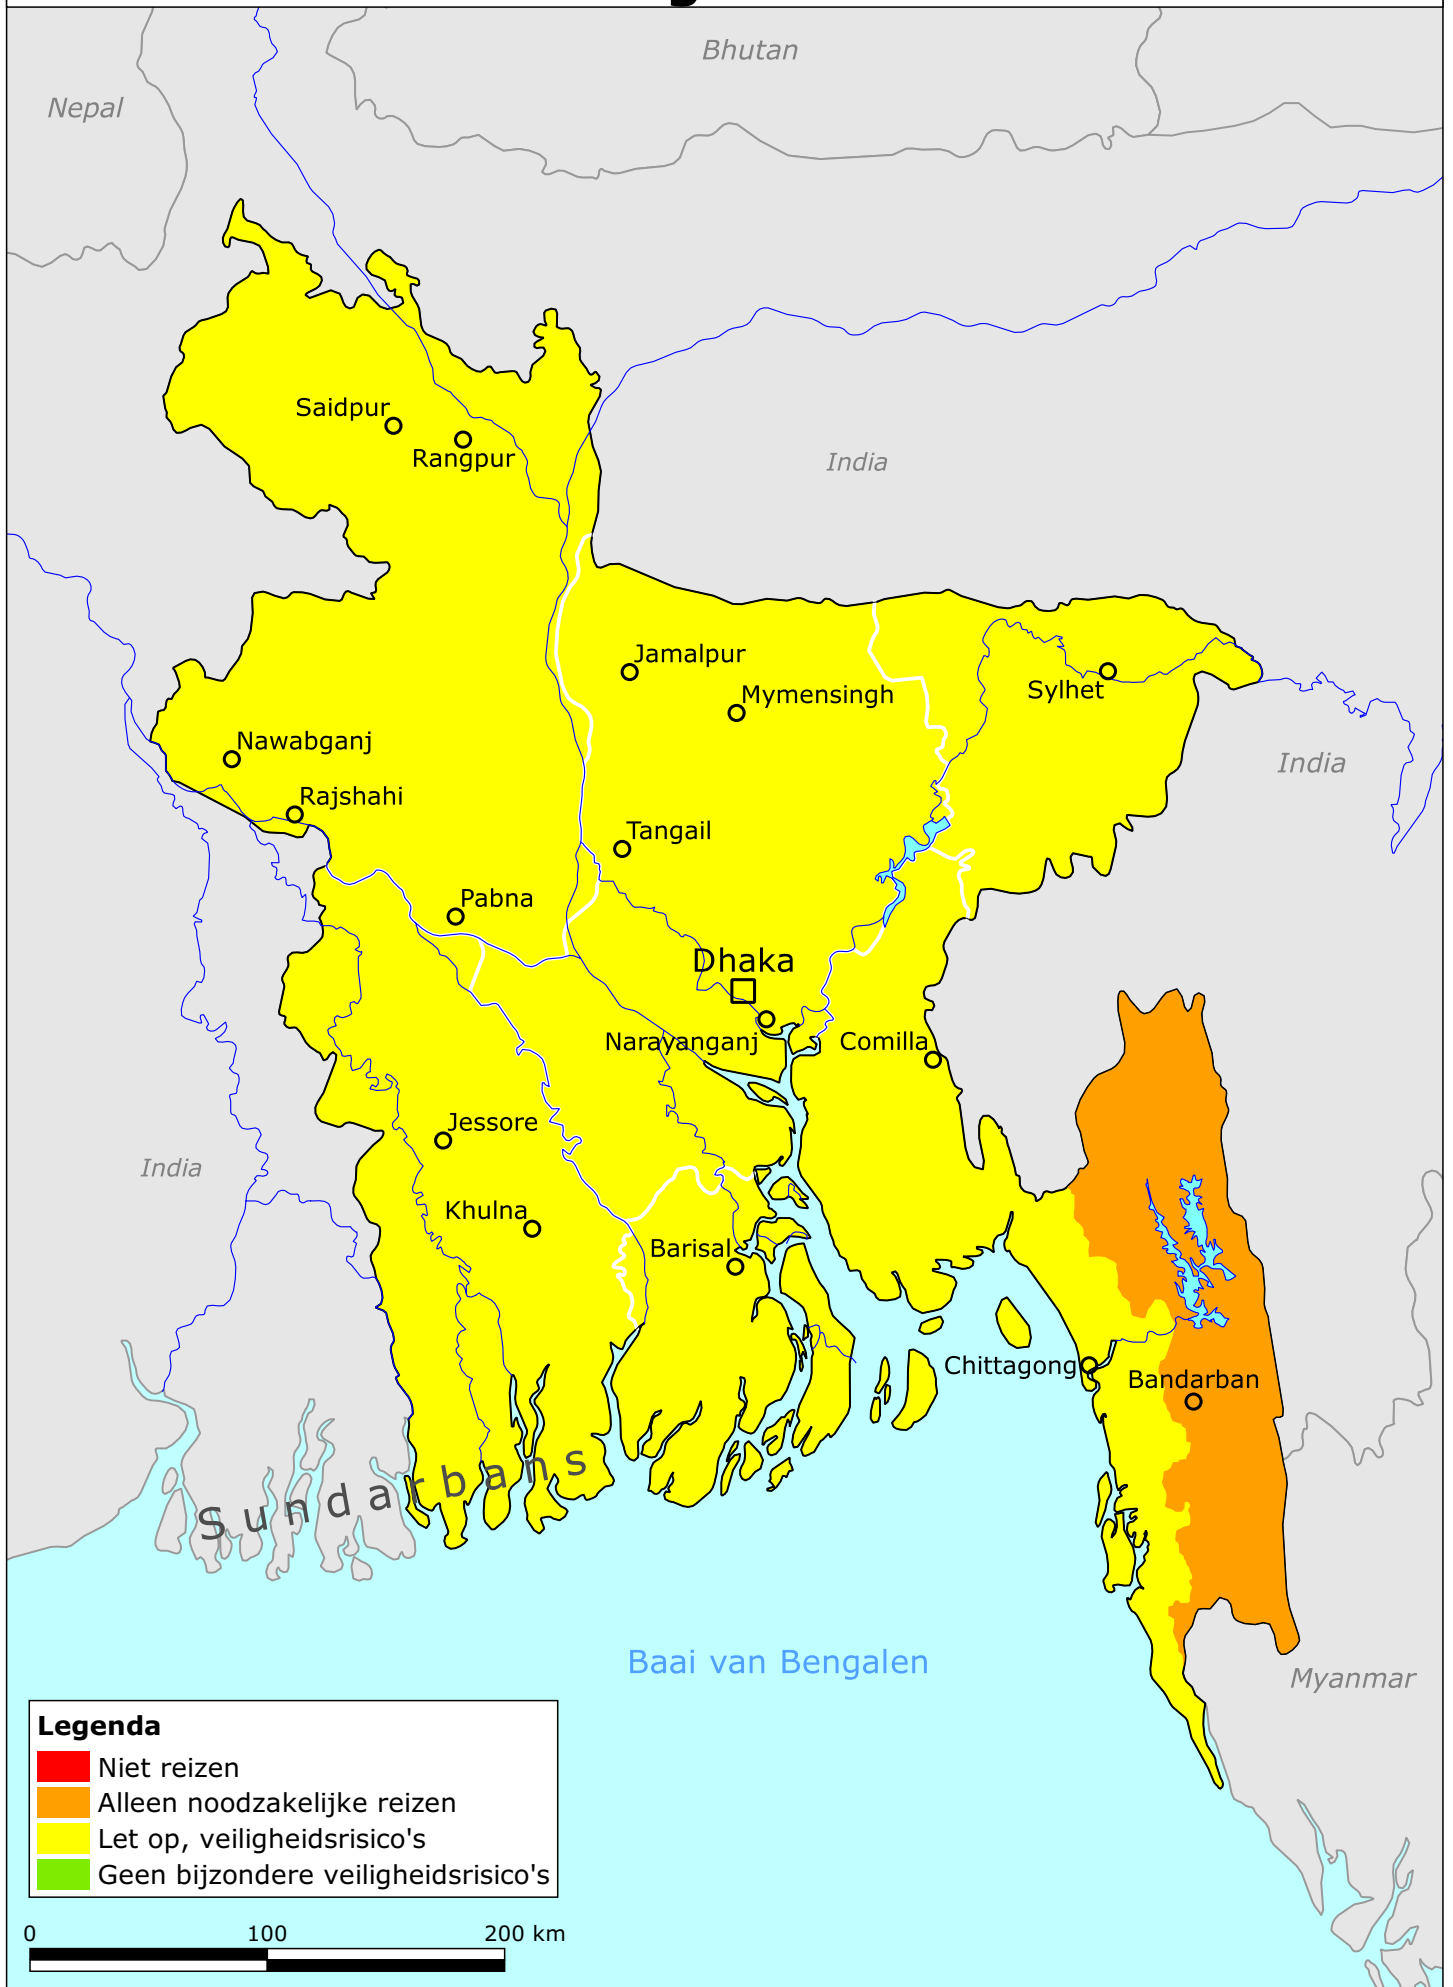 Bhutan
Nepal
Saidpur
Rangpur
India
Jamalpur
Mymensingh
Sylhet
Nawabganj
India
Rajshahi
Tangail
Pabna
Dhaka
Narayanganj
Comilla
Jessore
India
Khulna
Barisal
Chittagong
Bandarban
Sundarbans
Baai van Bengalen
Myanmar
Legenda
Niet reizen
Alleen noodzakelijke reizen
Let op, veiligheidsrisico's
Geen bijzondere veiligheidsrisico's
0 100 200 km